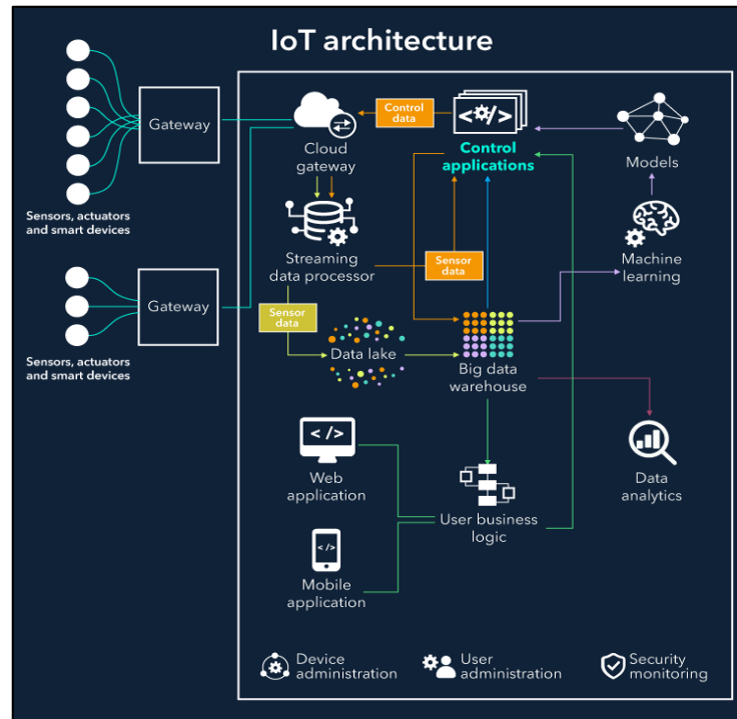 IoT architecture
Gateway
Sensors, actuators
and smart devices
Gateway
Sensors, actuators
and smart devices
Cloud
gateway
Control
data
</>
Control
applications
Models
Streaming
data processor
Sensor
data
Machine
learning
Sensor
data
Data lake
Big data
warehouse
</>
Web
application
User business
logic
Data
analytics
</>
Mobile
application
Device
administration
User
administration
Security
monitoring